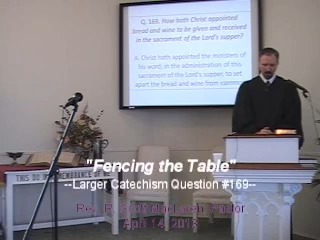 Q. 169. How hath Christ appointed
bread and wine to be given and received
in the sacrament of the Lord's supper?
A. Christ hath appointed the ministers of
his word, in the administration of this
sacrament of the Lord's supper, to set
apart the bread and wine from common
"Fencing the Table"
--Larger Catechism Question #169--
THIS DO IN REMEMBRANCE OF ME
Pastor
April 14, 2013